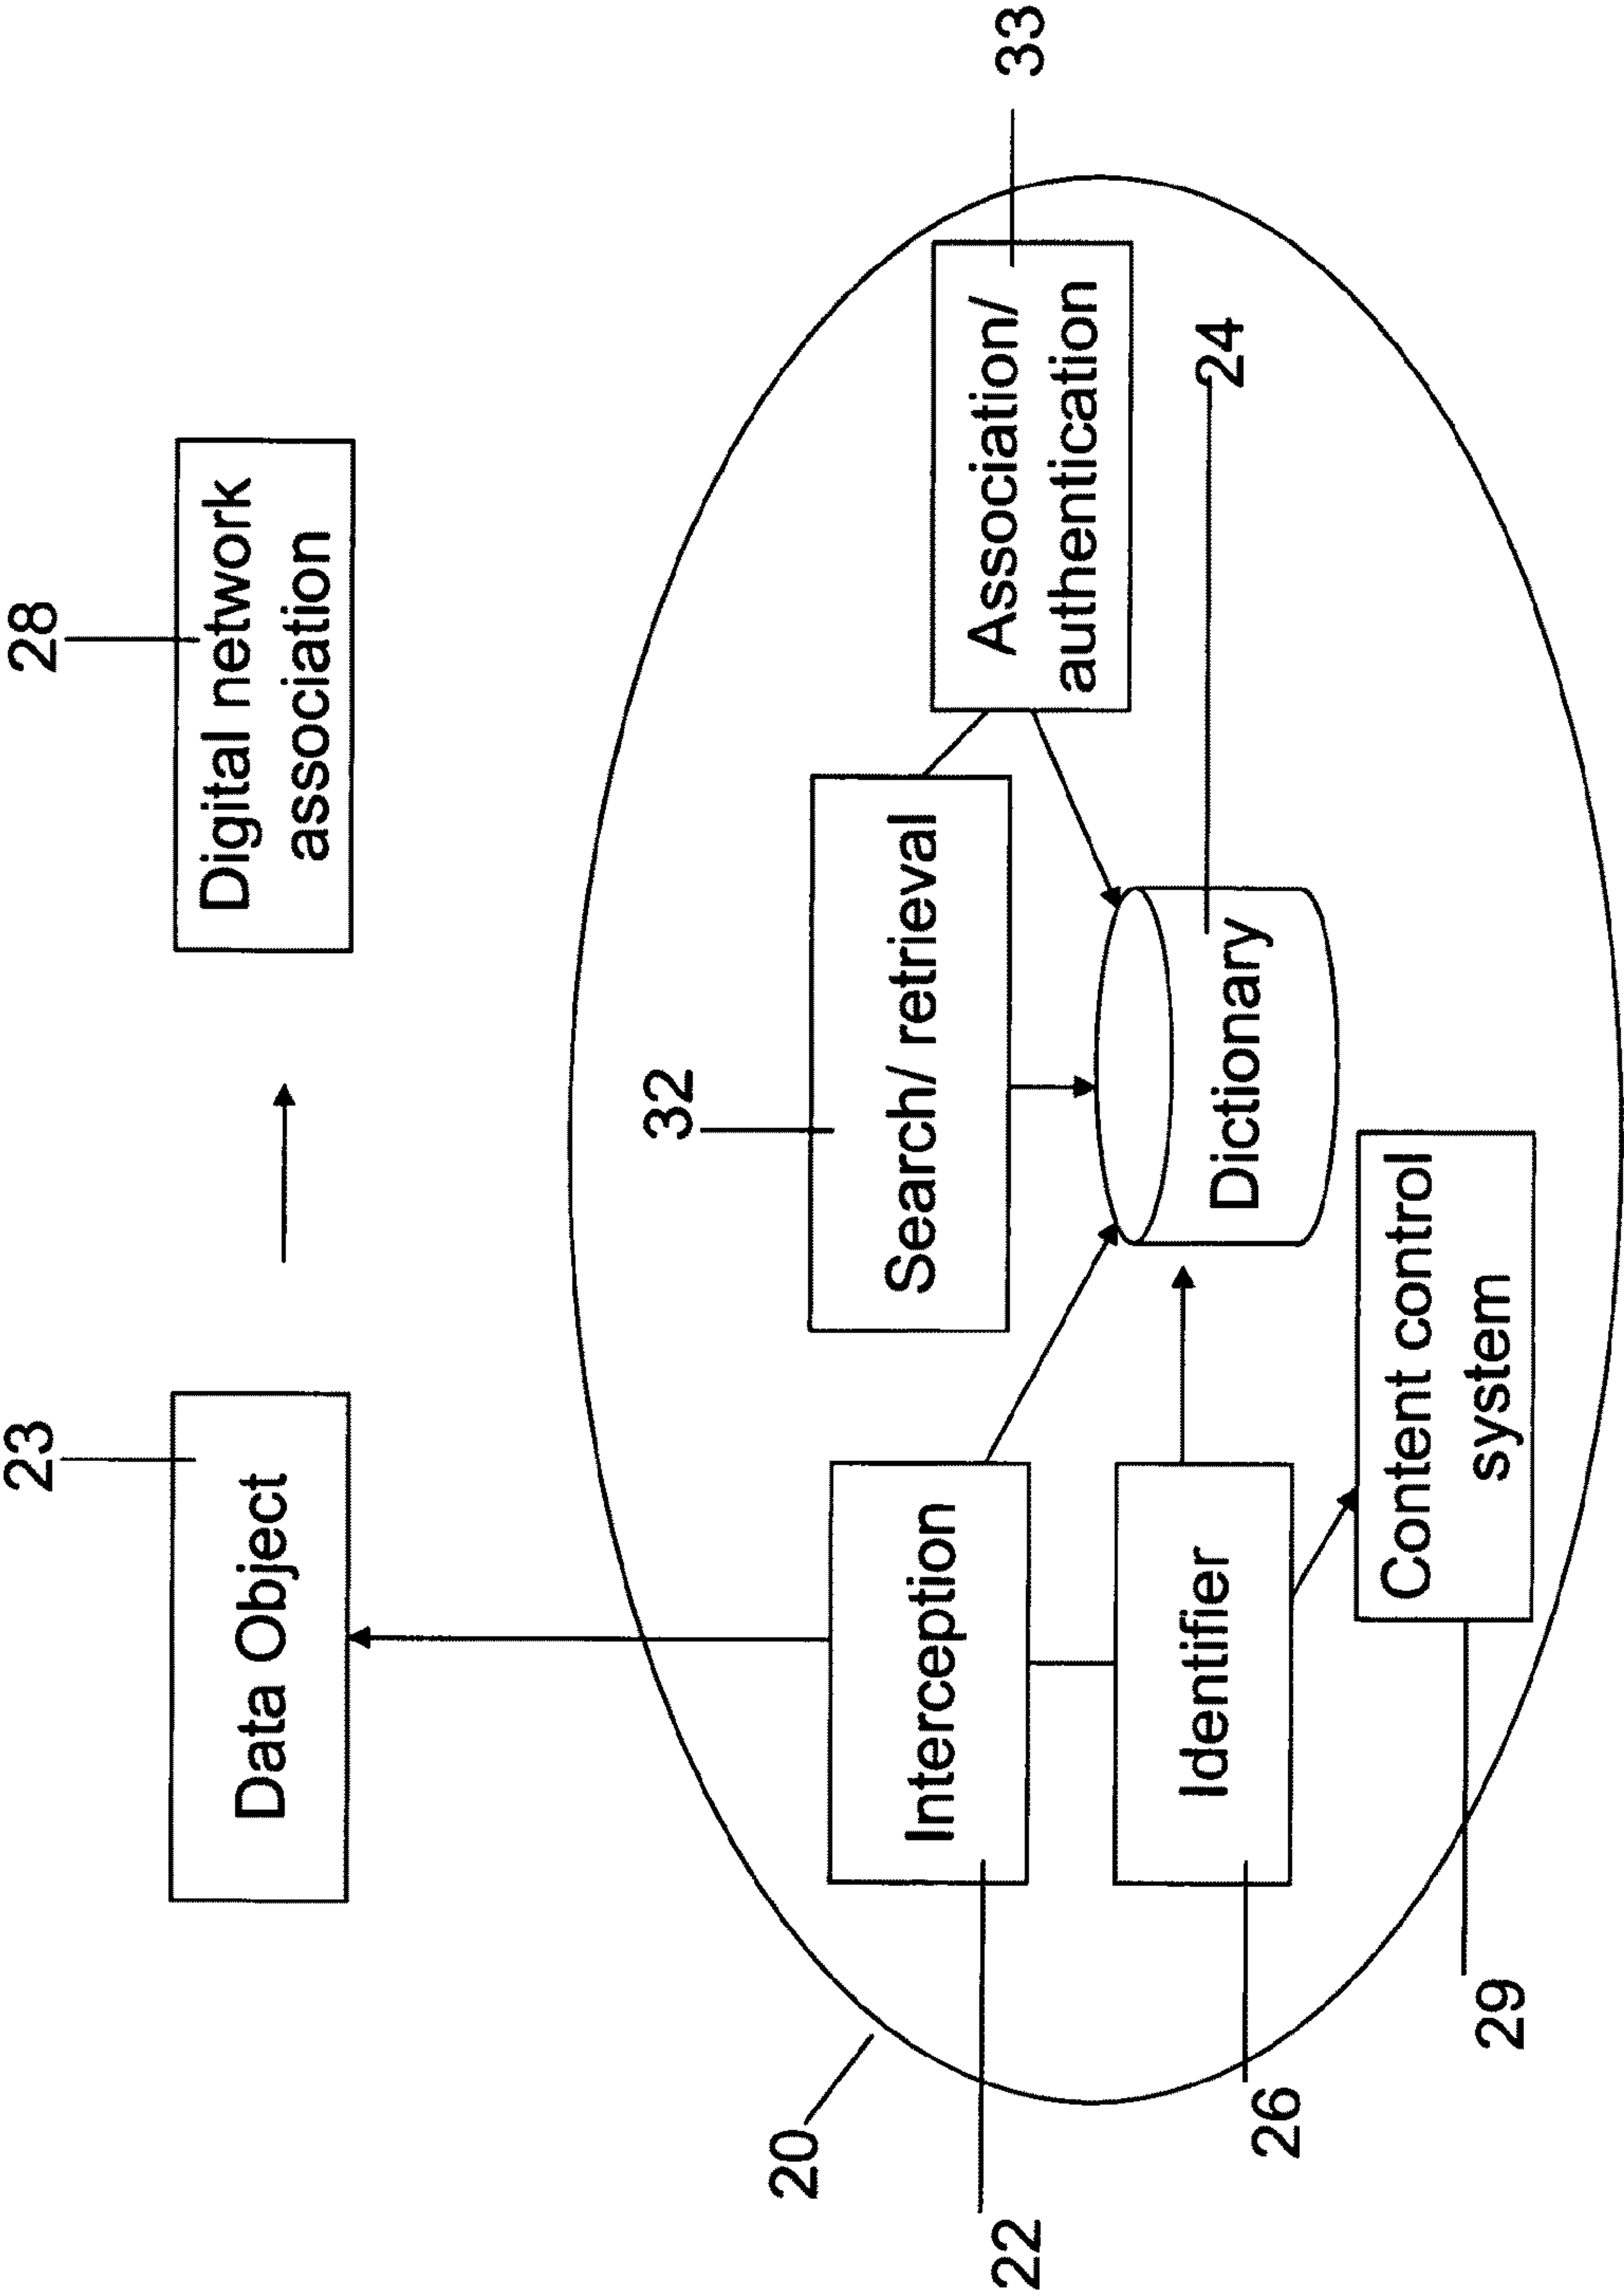 23
28
Data Object
Digital network
association
32
33
Search/ retrieval
Association/
authentication
Interception
24
Dictionary
Identifier
Content control
system
20
22
26
29